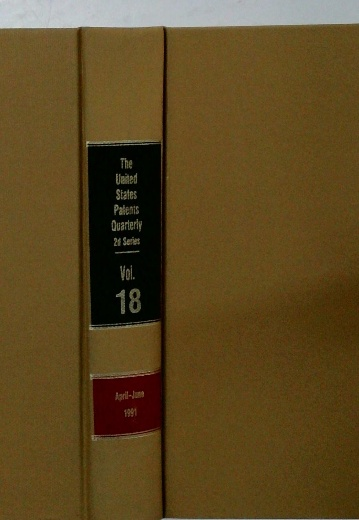 The
United
States
Patents
Quarterly
2d Series
Vol.
18
April-June
1991